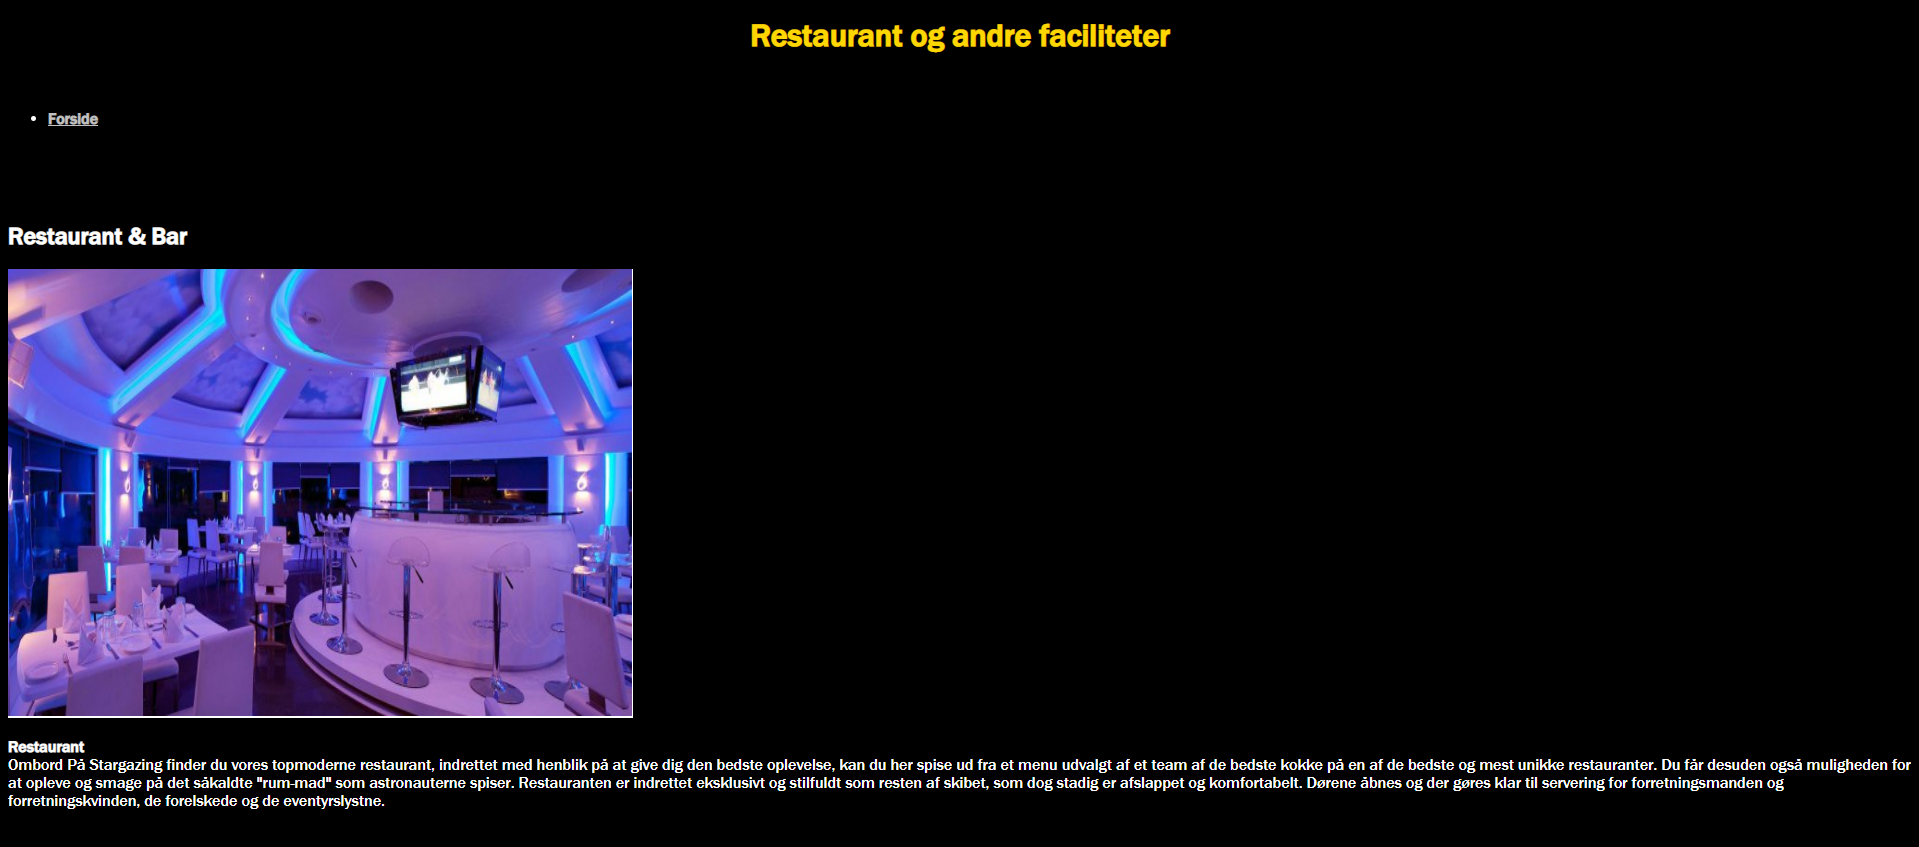 Restaurant og andre faciliteter
Forside
Restaurant & Bar
Restaurant
Ombord På Stargazing finder du vores topmoderne restaurant, indrettet med henblik på at give dig den bedste oplevelse, kan du her spise ud fra et menu udvalgt af et team af de bedste kokke på en af de bedste og mest unikke restauranter. Du får desuden også muligheden for
at opleve og smage på det såkaldte "rum-mad" som astronauterne spiser. Restauranten er indrettet eksklusivt og stilfuldt som resten af skibet, som dog stadig er afslappet og komfortabelt. Dørene åbnes og der gøres klar til servering for forretningsmanden og
forretningskvinden, de forelskede og de eventyrslystne.